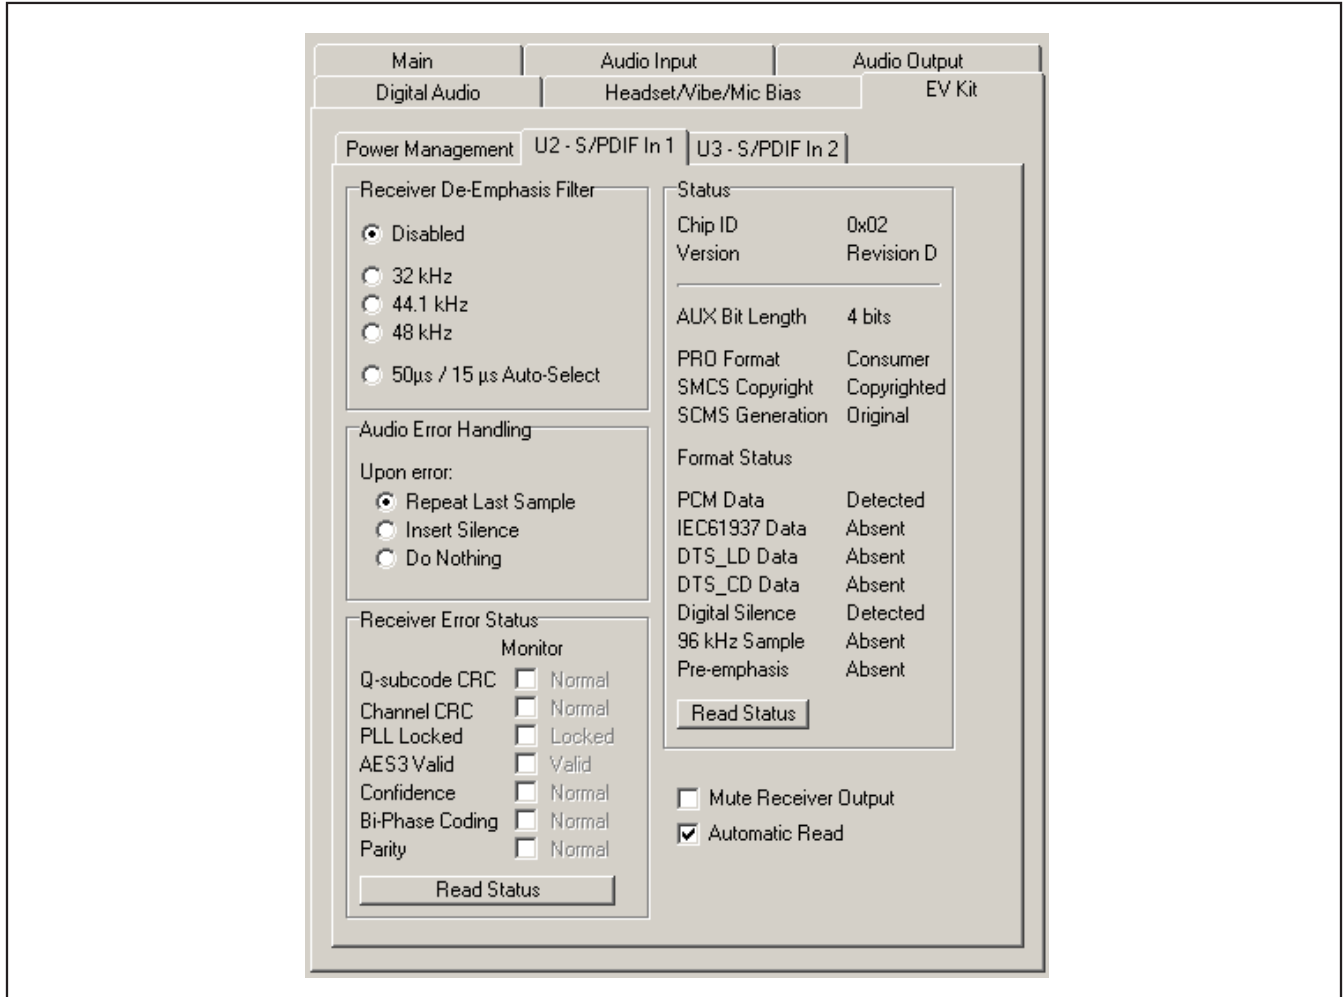 Main
Audio Input
Audio Output
Digital Audio
Headset/Vibe/Mic Bias
EV Kit
Power Management
U2 - S/PDIF In 1
U3 - S/PDIF In 2
Receiver De-Emphasis Filter
Disabled
32 kHz
44.1 kHz
48 kHz
50µs / 15 µs Auto-Select
Audio Error Handling
Upon error:
Repeat Last Sample
Insert Silence
Do Nothing
Receiver Error Status
Monitor
Q-subcode CRC Normal
Channel CRC Normal
PLL Locked Locked
AES3 Valid Valid
Confidence Normal
Bi-Phase Coding Normal
Parity Normal
Read Status
Status
Chip ID 0x02
Version Revision D
AUX Bit Length 4 bits
PRO Format Consumer
SMCS Copyright Copyrighted
SCMS Generation Original
Format Status
PCM Data Detected
IEC61937 Data Absent
DTS_LD Data Absent
DTS_CD Data Absent
Digital Silence Detected
96 kHz Sample Absent
Pre-emphasis Absent
Read Status
Mute Receiver Output
Automatic Read